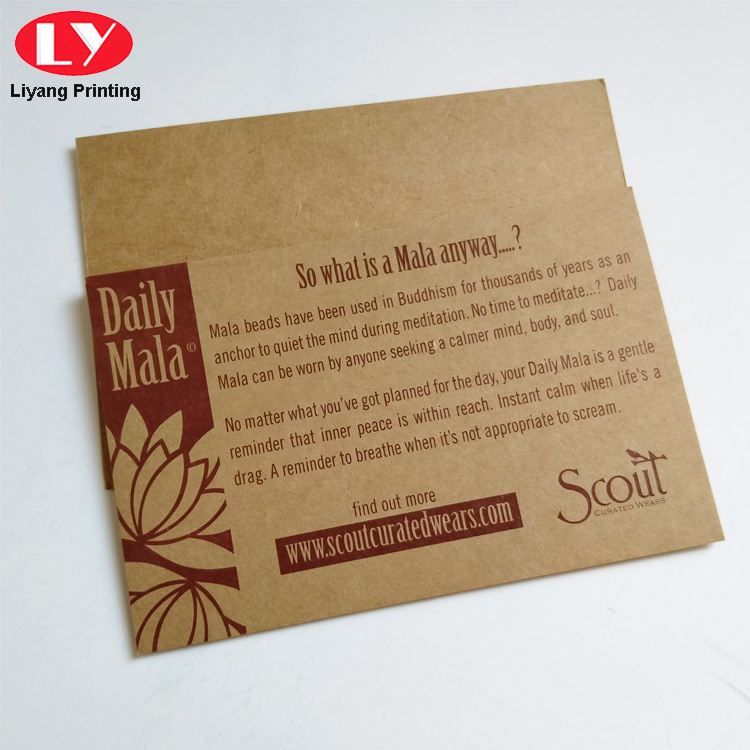 LY
Liyang Printing
Daily
Mala©
So what is a Mala anyway.....?
Mala beads have been used in Buddhism for thousands of years as an
anchor to quiet the mind during meditation. No time to meditate...? Daily
Mala can be worn by anyone seeking a calmer mind, body, and soul.
No matter what you've got planned for the day, your Daily Mala is a gentle
reminder that inner peace is within reach. Instant calm when life's a
drag. A reminder to breathe when it's not appropriate to scream.
find out more
www.scoutcuratedwears.com
Scout
CURATED WEARS